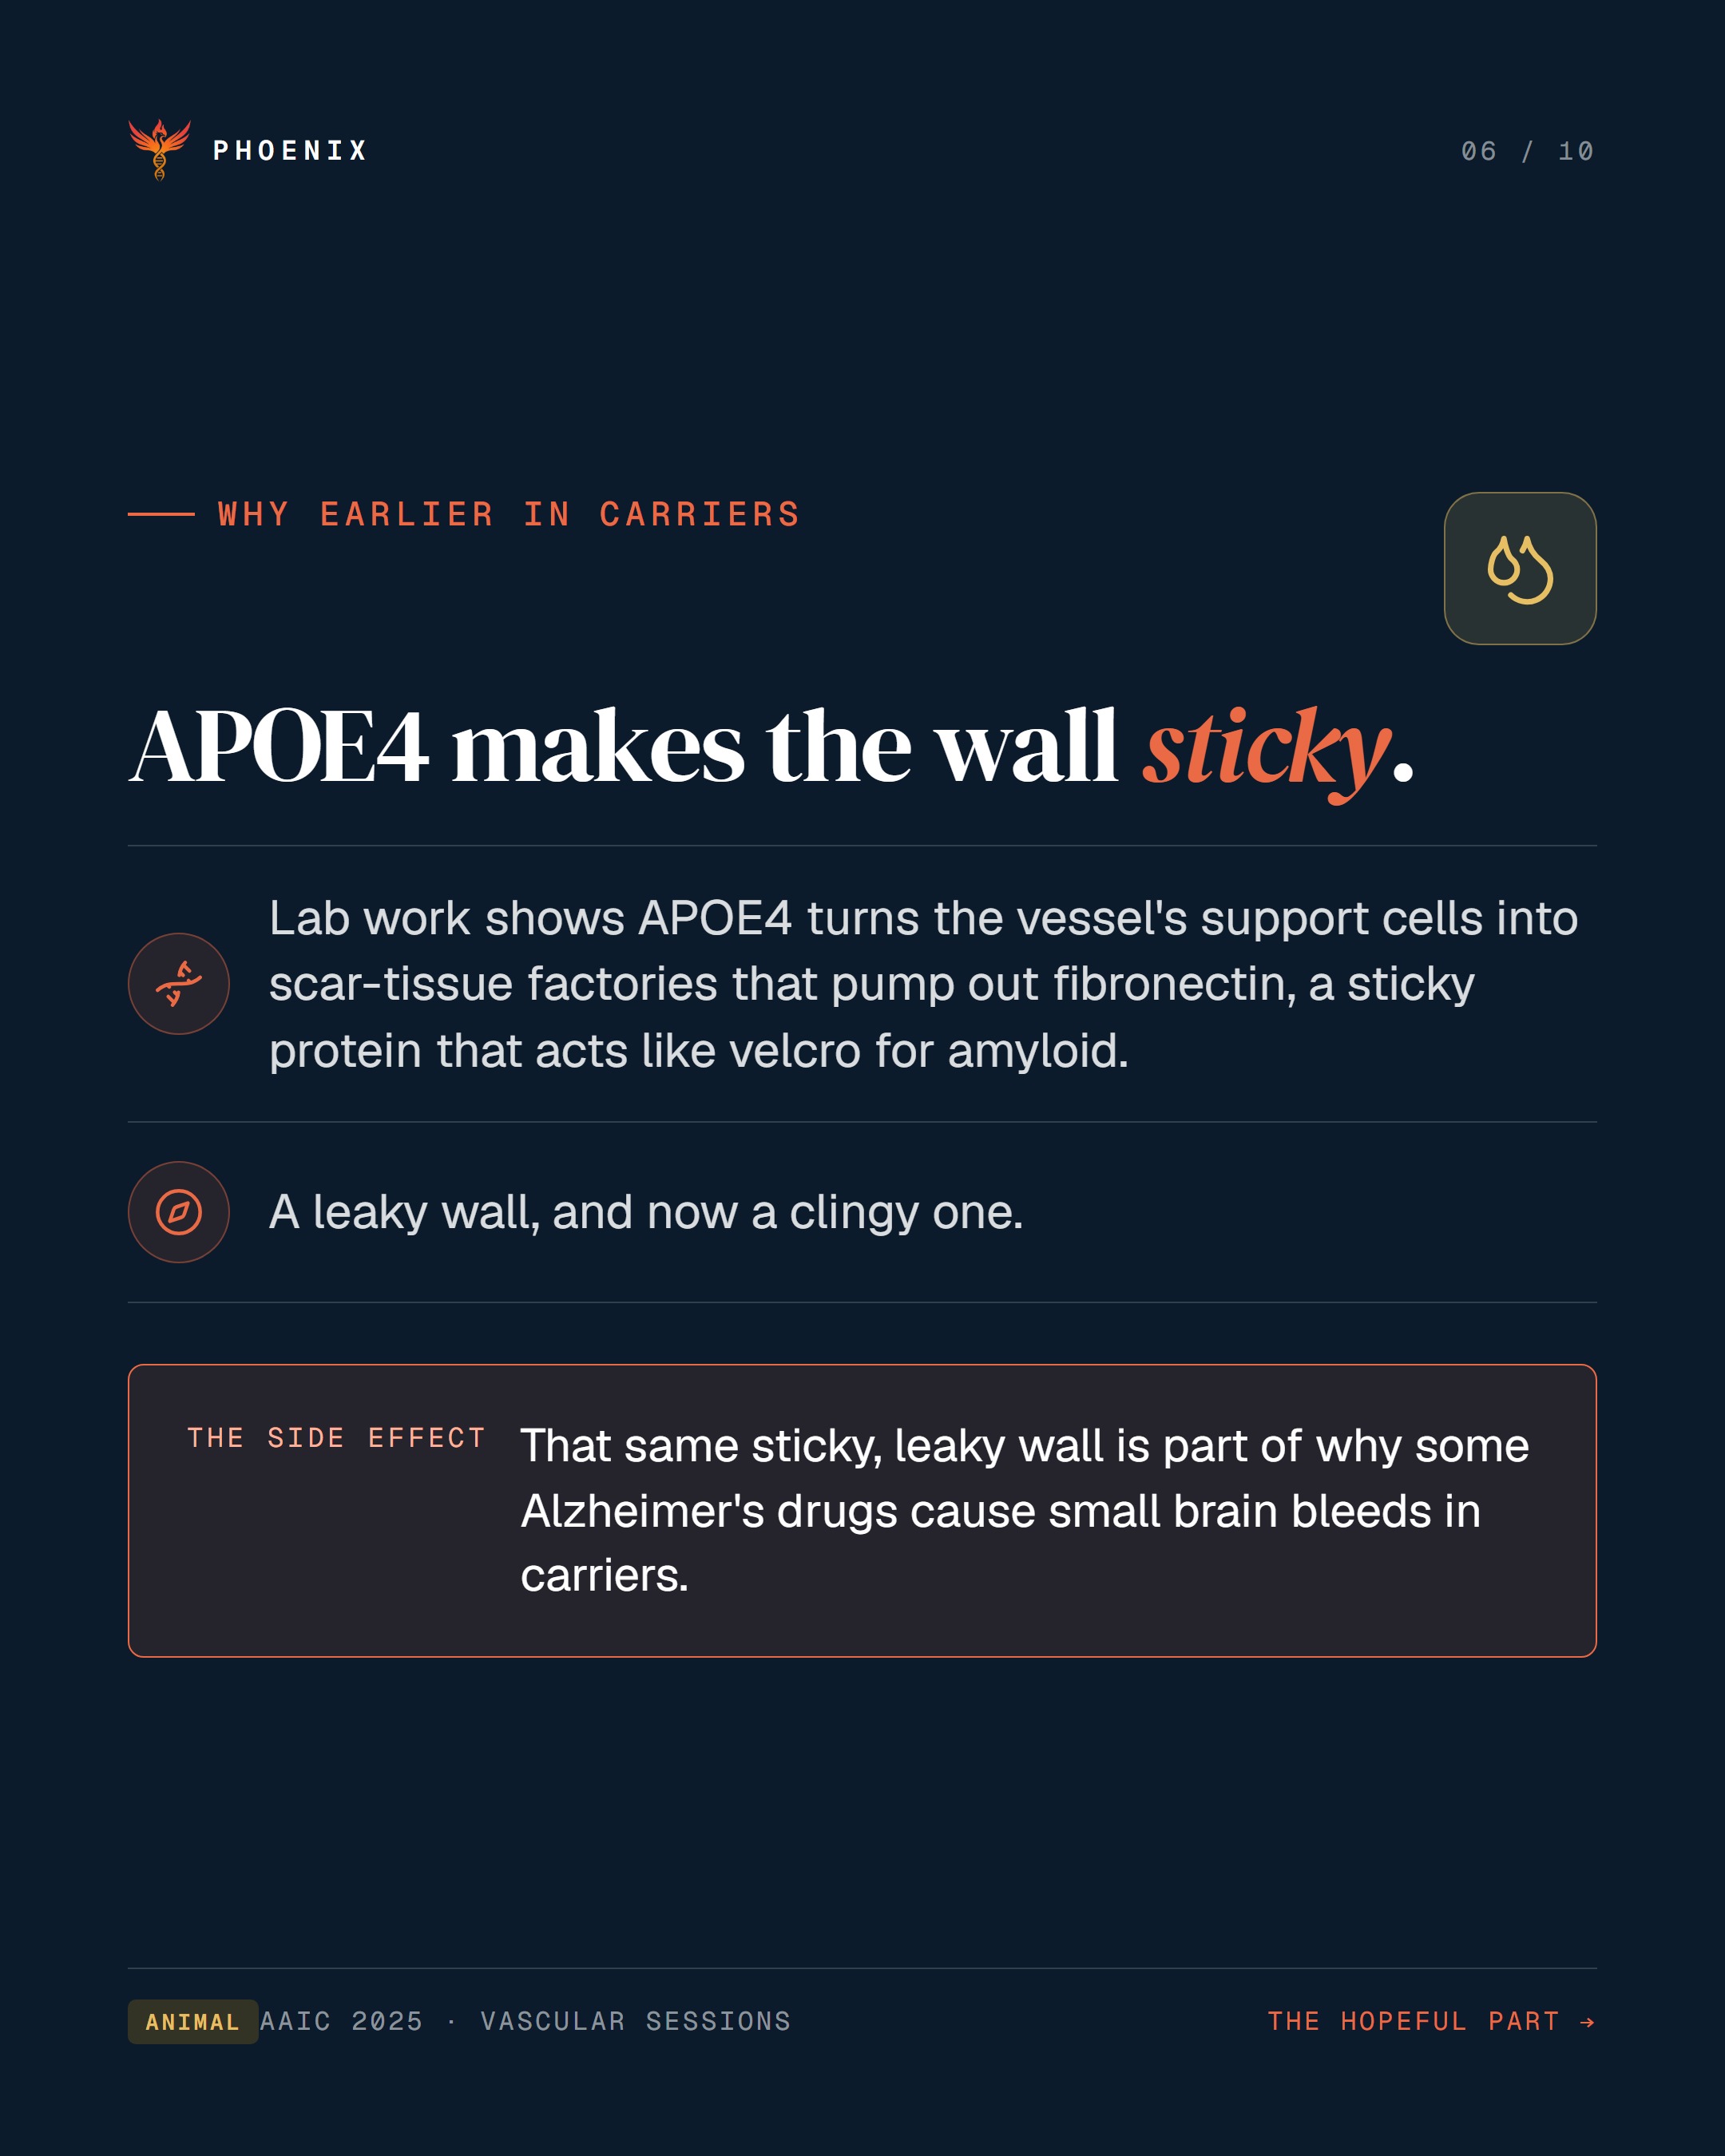 PHOENIX
06 / 10
WHY EARLIER IN CARRIERS
APOE4 makes the wall sticky.
Lab work shows APOE4 turns the vessel's support cells into
scar-tissue factories that pump out fibronectin, a sticky
protein that acts like velcro for amyloid.
A leaky wall, and now a clingy one.
THE SIDE EFFECT
That same sticky, leaky wall is part of why some
Alzheimer's drugs cause small brain bleeds in
carriers.
ANIMAL AAIC 2025 · VASCULAR SESSIONS
THE HOPEFUL PART →